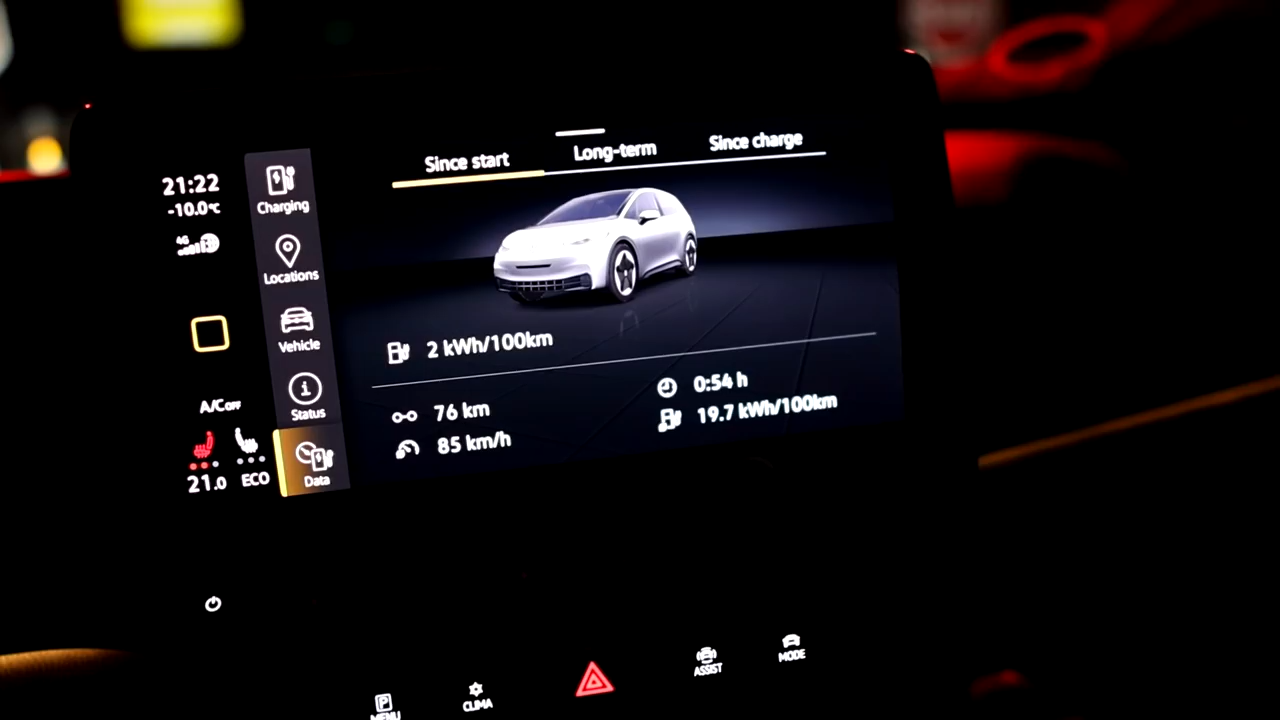 Since start
Long-term
Since charge
21:22
-10.0°C
4G
Charging
Locations
Vehicle
Status
Data
2 kWh/100km
76 km
85 km/h
0:54 h
19.7 kWh/100km
A/C OFF
21.0
ECO
P
MENU
CLIMA
ASSIST
MODE